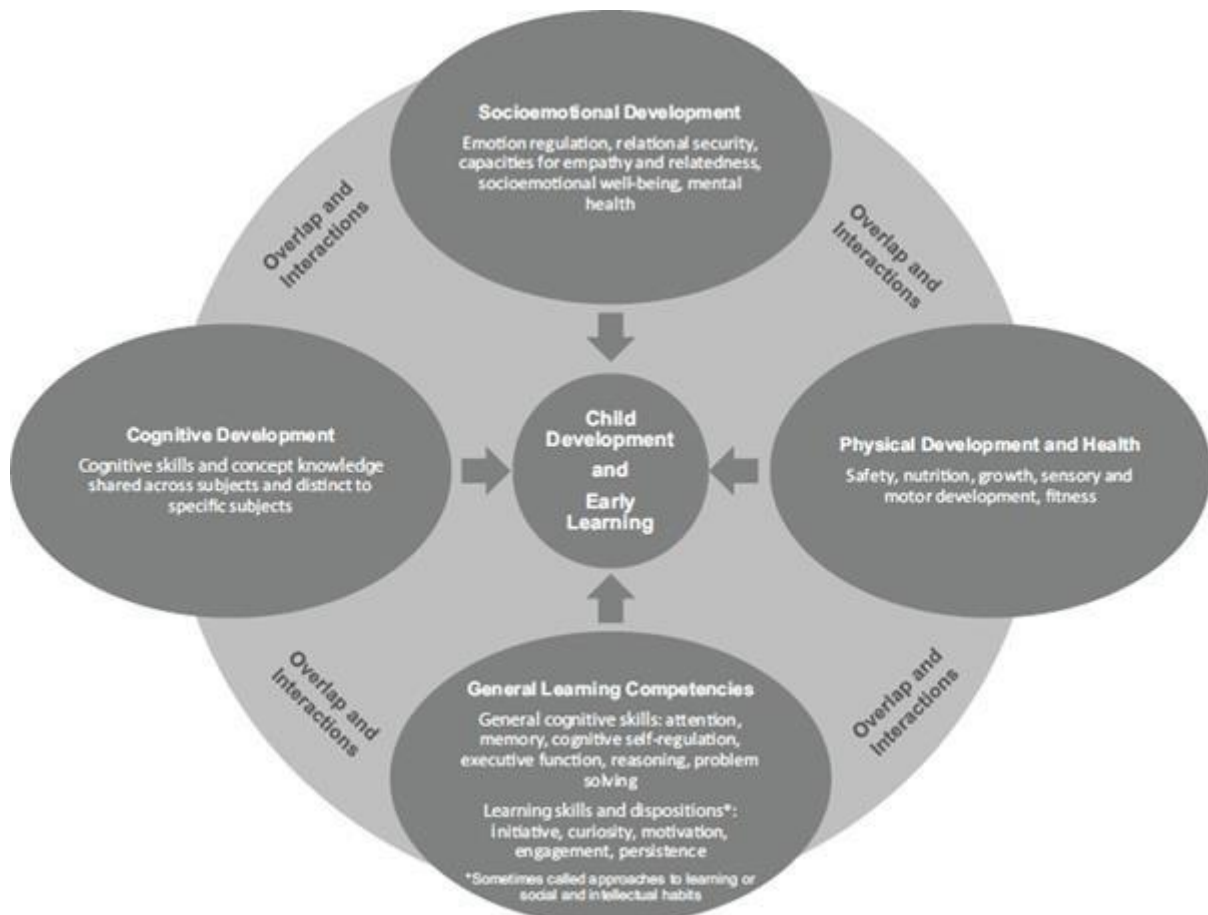 Socioemotional Development
Emotion regulation, relational security,
capacities for empathy and relatedness,
socioemotional well-being, mental
health
Overlap and
Interactions
Overlap and
Interactions
Cognitive Development
Cognitive skills and concept knowledge
shared across subjects and distinct to
specific subjects
Child
Development
and
Early
Learning
Physical Development and Health
Safety, nutrition, growth, sensory and
motor development, fitness
Overlap and
Interactions
Overlap and
Interactions
General Learning Competencies
General cognitive skills: attention,
memory, cognitive self-regulation,
executive function, reasoning, problem
solving
Learning skills and dispositions*:
Initiative, curiosity, motivation,
engagement, persistence
*Sometimes called approaches to learning or
social and intellectual habits